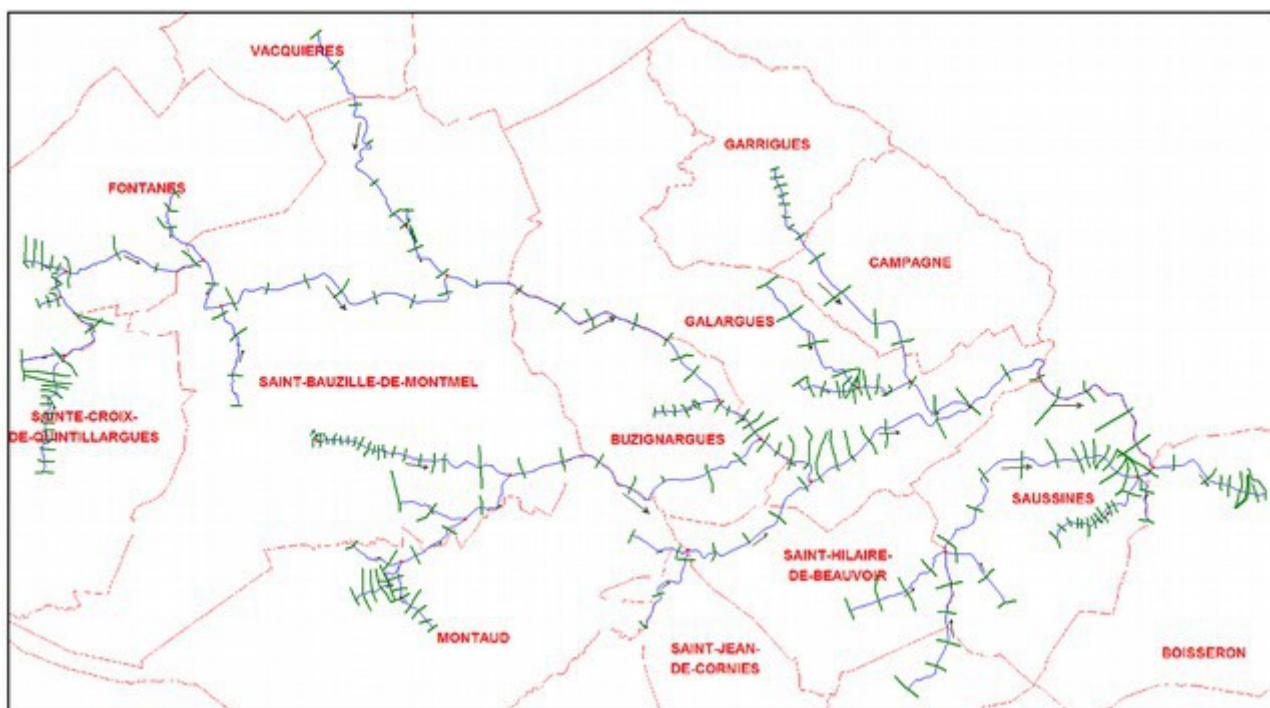 VACQUIERES
GARRIGUES
FONTANES
CAMPAGNE
GALARGUES
SAINT-BAUZILLE-DE-MONTMEL
SAINTE-CROIX-
DE-QUINTILLARGUES
BUZIGNARGUES
SAUSSINES
SAINT-HILAIRE-
DE-BEAUVOIR
MONTAUD
SAINT-JEAN-
DE-CORNIES
BOISSERON